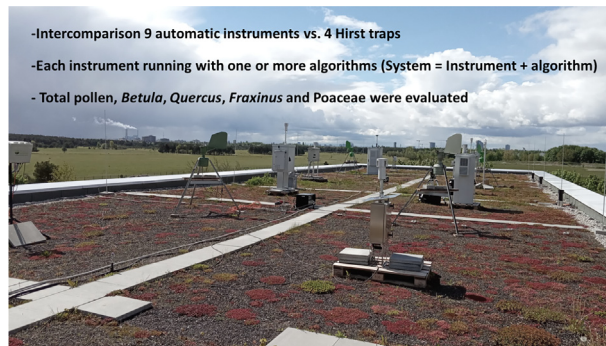 -Intercomparison 9 automatic instruments vs. 4 Hirst traps
-Each instrument running with one or more algorithms (System = Instrument + algorithm)
- Total pollen, Betula, Quercus, Fraxinus and Poaceae were evaluated